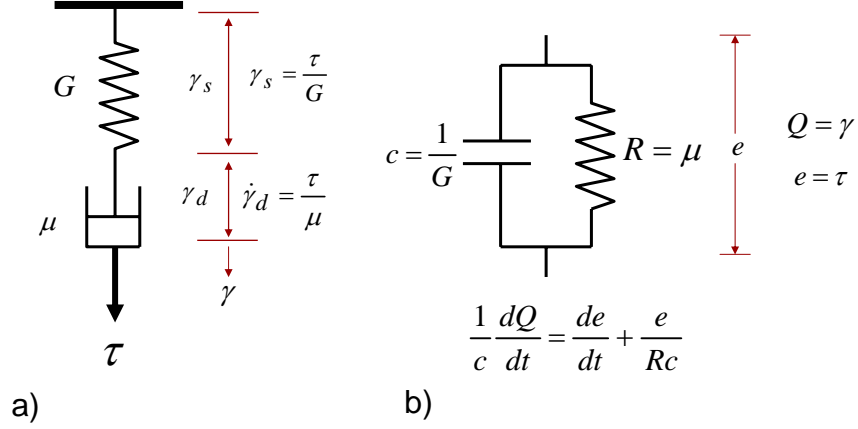 G
γ_s
γ_s = τ/G
μ
γ_d
γ̇_d = τ/μ
γ
τ
a)
c = 1/G
R = μ
e
Q = γ
e = τ
1/c dQ/dt = de/dt + e/Rc
b)